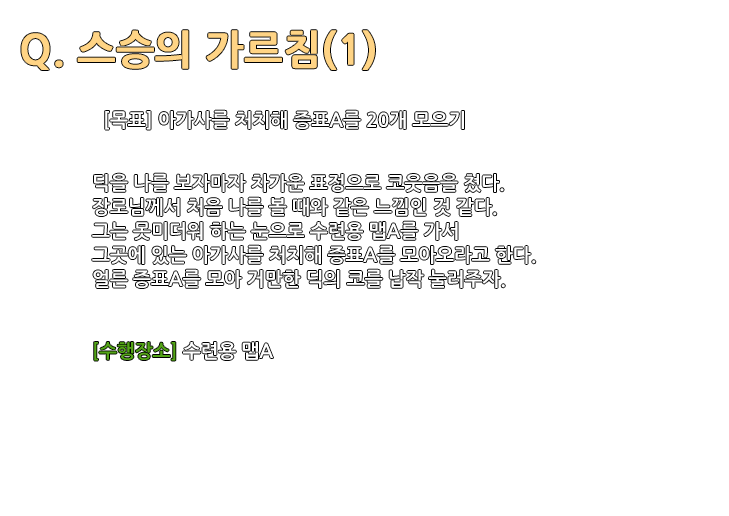 Q. 스승의 가르침(1)
[목표] 아가사를 처치해 증표A를 20개 모으기
딕을 나를 보자마자 차가운 표정으로 코웃음을 쳤다.
장로님께서 처음 나를 볼 때와 같은 느낌인 것 같다.
그는 못미더워 하는 눈으로 수련용 맵A를 가서
그곳에 있는 아가사를 처치해 증표A를 모아오라고 한다.
얼른 증표A를 모아 거만한 딕의 코를 납작 눌러주자.
[수행장소] 수련용 맵A